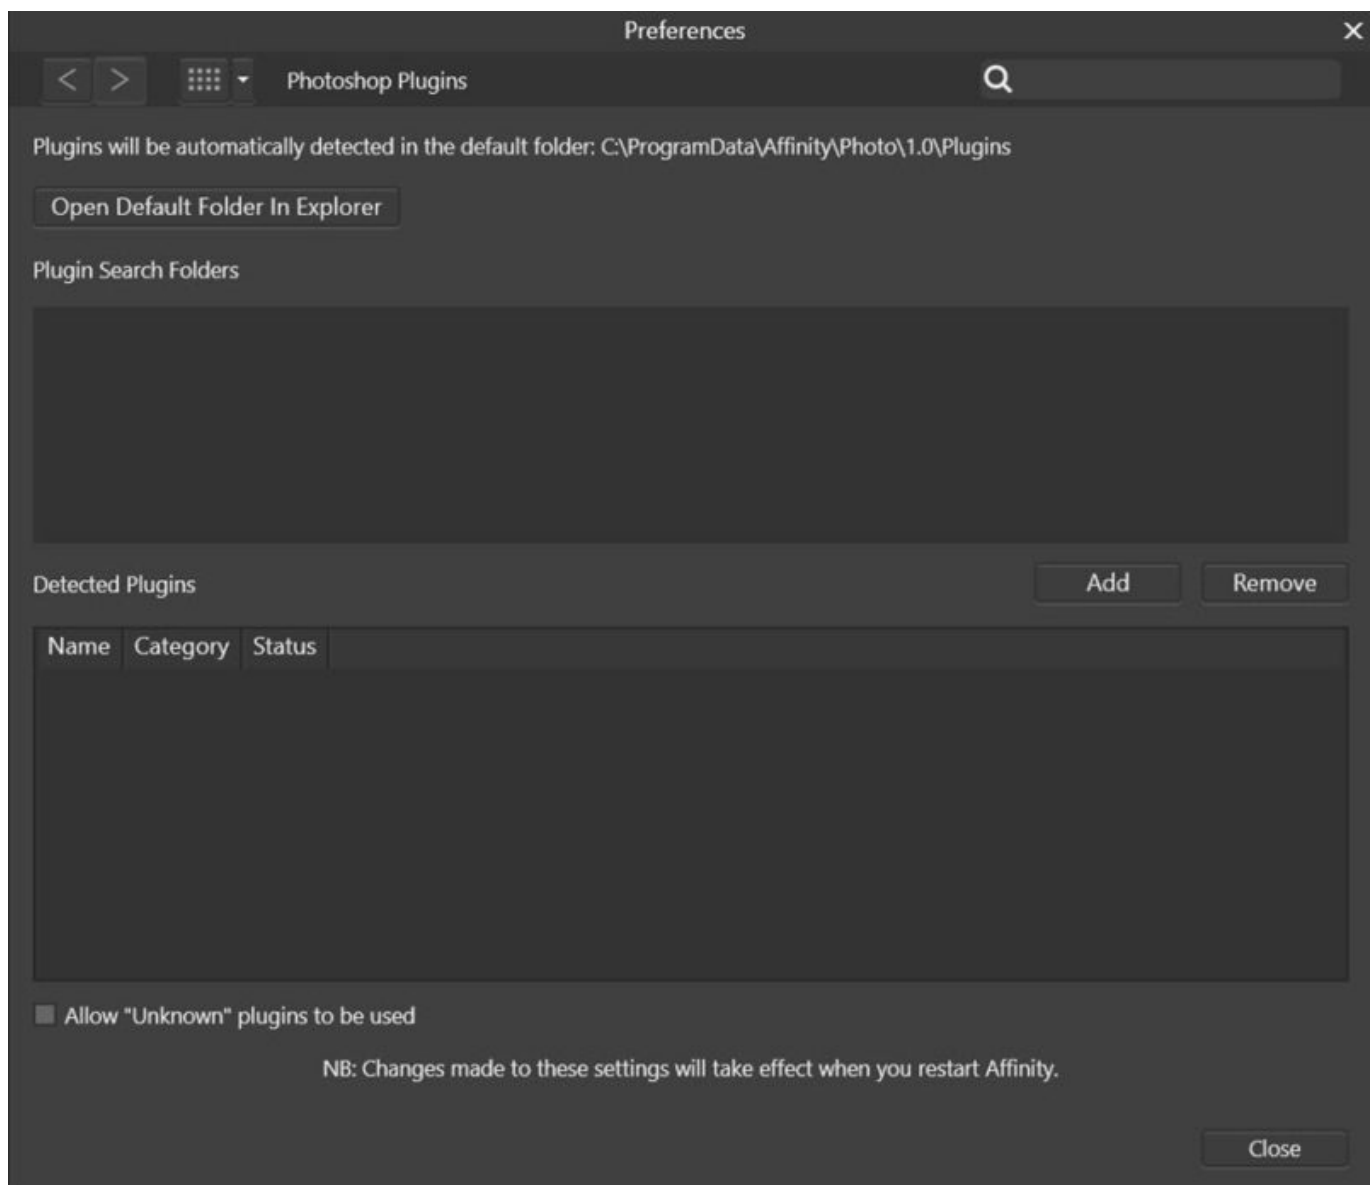 Preferences
Photoshop Plugins
Plugins will be automatically detected in the default folder: C:\ProgramData\Affinity\Photo\1.0\Plugins
Open Default Folder In Explorer
Plugin Search Folders
Detected Plugins Add Remove
Name Category Status
Allow "Unknown" plugins to be used
NB: Changes made to these settings will take effect when you restart Affinity.
Close